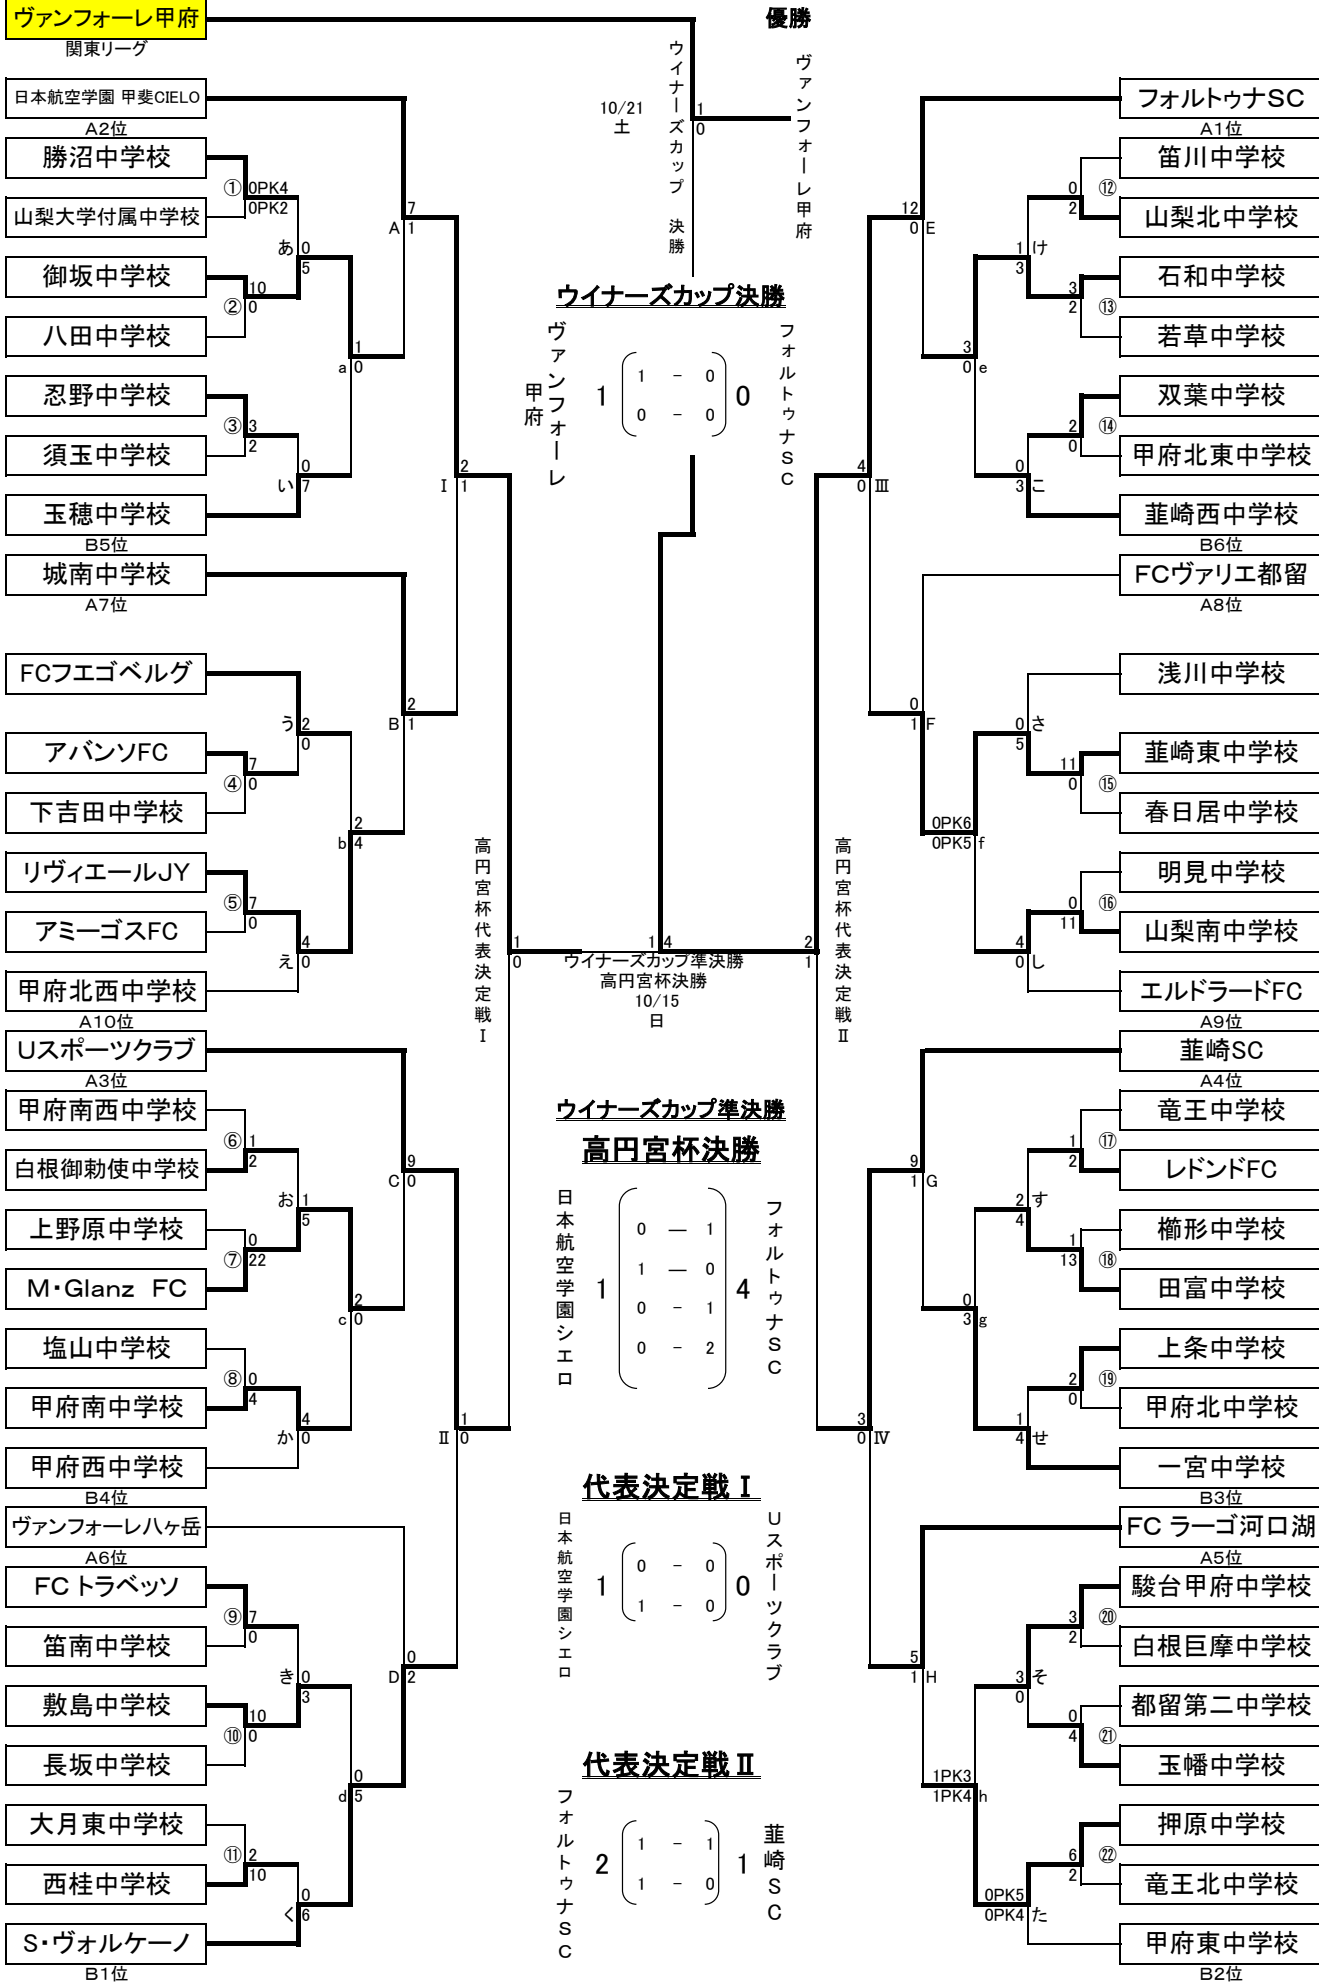 ヴァンフォーレ甲府
関東リーグ
日本航空学園 甲斐CIELO
A2位
勝沼中学校
① 0PK4
0PK2
山梨大学付属中学校
あ 0
5
御坂中学校
② 10
0
八田中学校
a 1
0
忍野中学校
③ 3
2
須玉中学校
い 0
7
玉穂中学校
B5位
A 7
1
城南中学校
A7位
I 2
1
FCフエゴベルグ
う 2
0
アバンソFC
④ 7
0
下吉田中学校
B 2
1
b 2
4
リヴィエールJY
⑤ 7
0
アミーゴスFC
え 4
0
甲府北西中学校
A10位
Uスポーツクラブ
A3位
甲府南西中学校
⑥ 1
2
白根御勅使中学校
お 1
5
上野原中学校
⑦ 0
22
M・Glanz FC
C 9
0
c 2
0
塩山中学校
⑧ 0
4
甲府南中学校
か 4
0
甲府西中学校
B4位
II 1
0
ヴァンフォーレ八ヶ岳
A6位
FCトラベッソ
⑨ 7
0
笛南中学校
き 0
3
敷島中学校
⑩ 10
0
長坂中学校
D 0
2
d 0
5
大月東中学校
⑪ 2
10
西桂中学校
く 0
6
S・ヴォルケーノ
B1位
高円宮杯代表決定戦 I
1
0
優勝
ヴァンフォーレ甲府
ウイナーズカップ 決勝
10/21
土
1
0
ウイナーズカップ決勝
ヴァンフォーレ
甲府
1
1 - 0
0 - 0
0
フォルトゥナSC
1 4
ウイナーズカップ準決勝
高円宮杯決勝
10/15
日
ウイナーズカップ準決勝
高円宮杯決勝
日本航空学園シエロ
1
0 — 1
1 — 0
0 - 1
0 - 2
4
フォルトゥナSC
代表決定戦 I
日本航空学園シエロ
1
0 - 0
1 - 0
0
Uスポーツクラブ
代表決定戦 II
フォルトゥナSC
2
1 - 1
1 - 0
1
韮崎SC
高円宮杯代表決定戦 II
2
1
フォルトゥナSC
A1位
笛川中学校
0 ⑫
2
山梨北中学校
12
0 E
1 け
3
石和中学校
3 ⑬
2
若草中学校
3
0 e
双葉中学校
2 ⑭
0
甲府北東中学校
0
3 こ
韮崎西中学校
B6位
4
0 III
FCヴァリエ都留
A8位
浅川中学校
0 さ
5
韮崎東中学校
11
0 ⑮
春日居中学校
0
1 F
0PK6
0PK5 f
明見中学校
0 ⑯
11
山梨南中学校
4
0 し
エルドラードFC
A9位
韮崎SC
A4位
竜王中学校
1 ⑰
2
レドンドFC
9
1 G
2 す
4
櫛形中学校
1
13 ⑱
田富中学校
0
3 g
上条中学校
2 ⑲
0
甲府北中学校
1
4 せ
一宮中学校
B3位
3
0 IV
FC ラーゴ河口湖
A5位
駿台甲府中学校
3 ⑳
2
白根巨摩中学校
5
1 H
3 そ
0
都留第二中学校
0
4 ㉑
玉幡中学校
1PK3
1PK4 h
押原中学校
6 ㉒
2
竜王北中学校
0PK5
0PK4 た
甲府東中学校
B2位